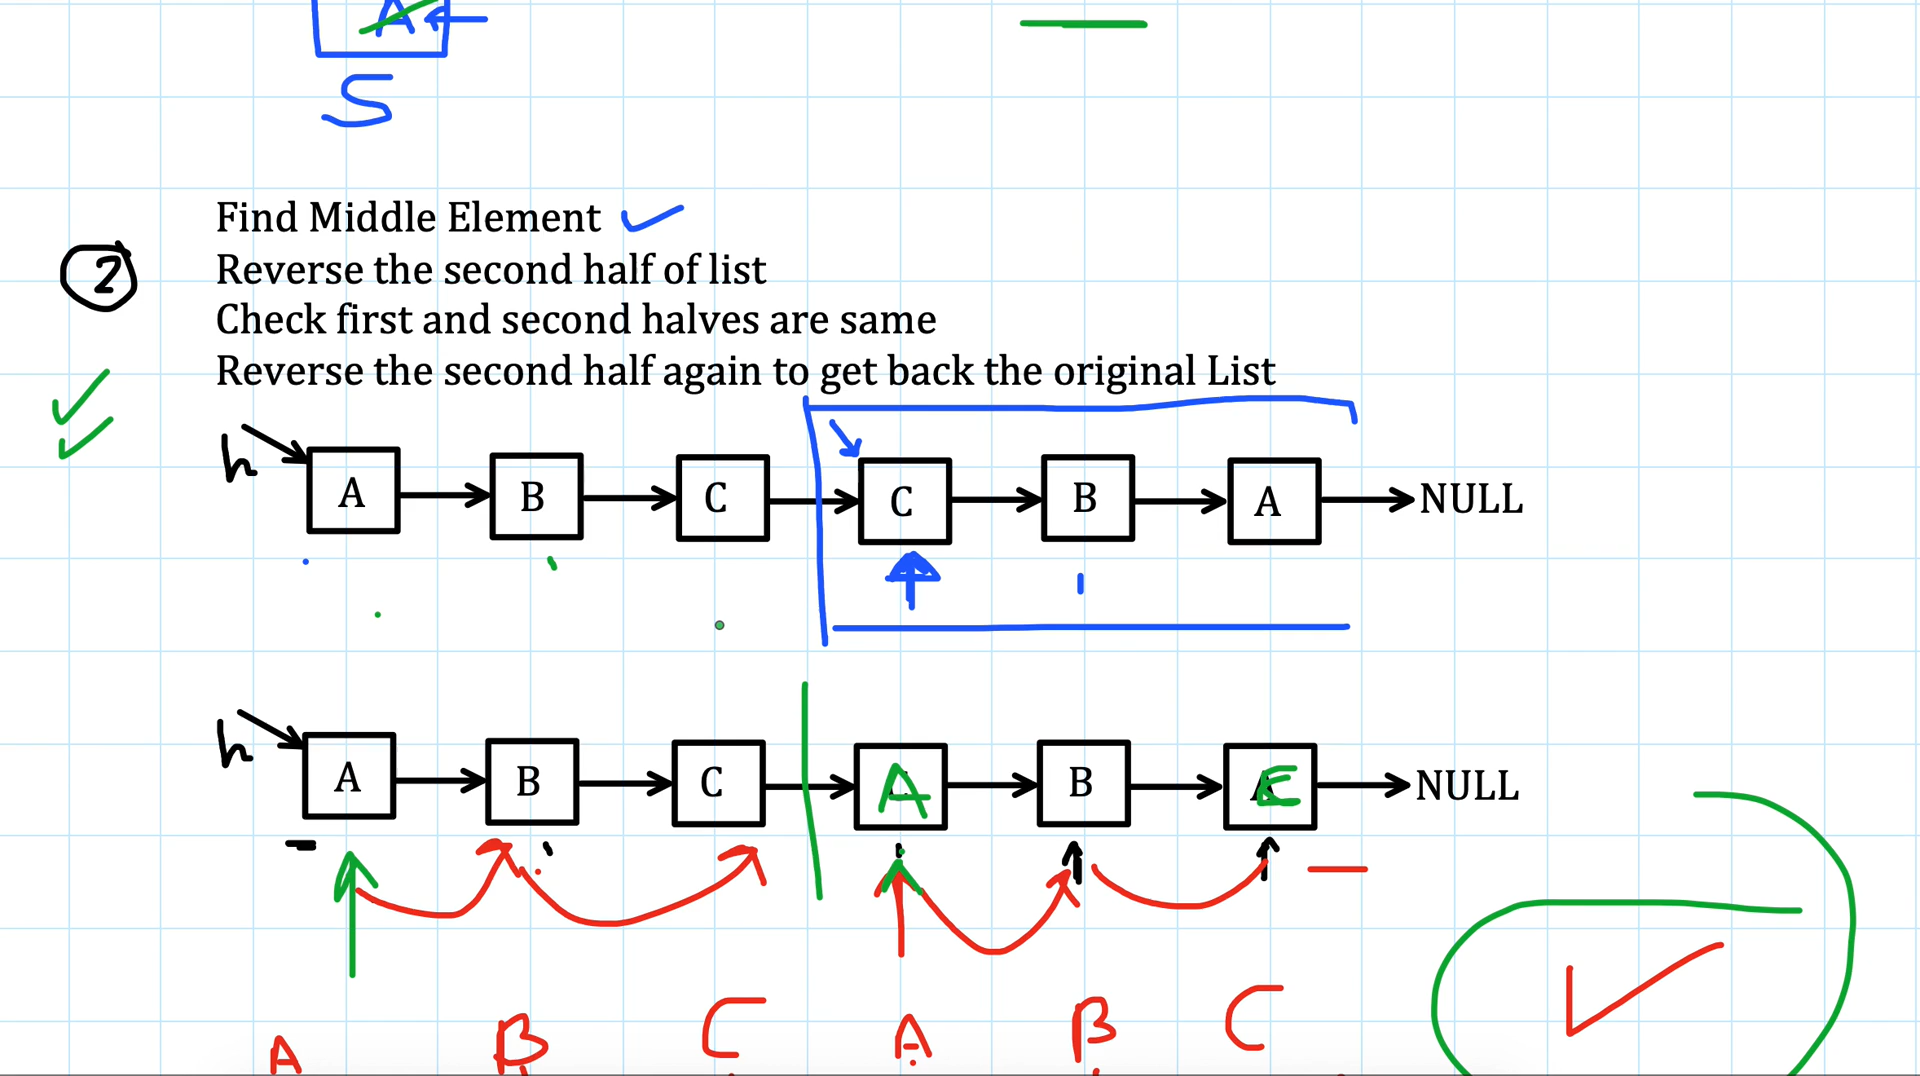 A
S
Find Middle Element
2
Reverse the second half of list
Check first and second halves are same
Reverse the second half again to get back the original List
h
A B C C B A NULL
h
A B C A B C NULL
A B C A B C